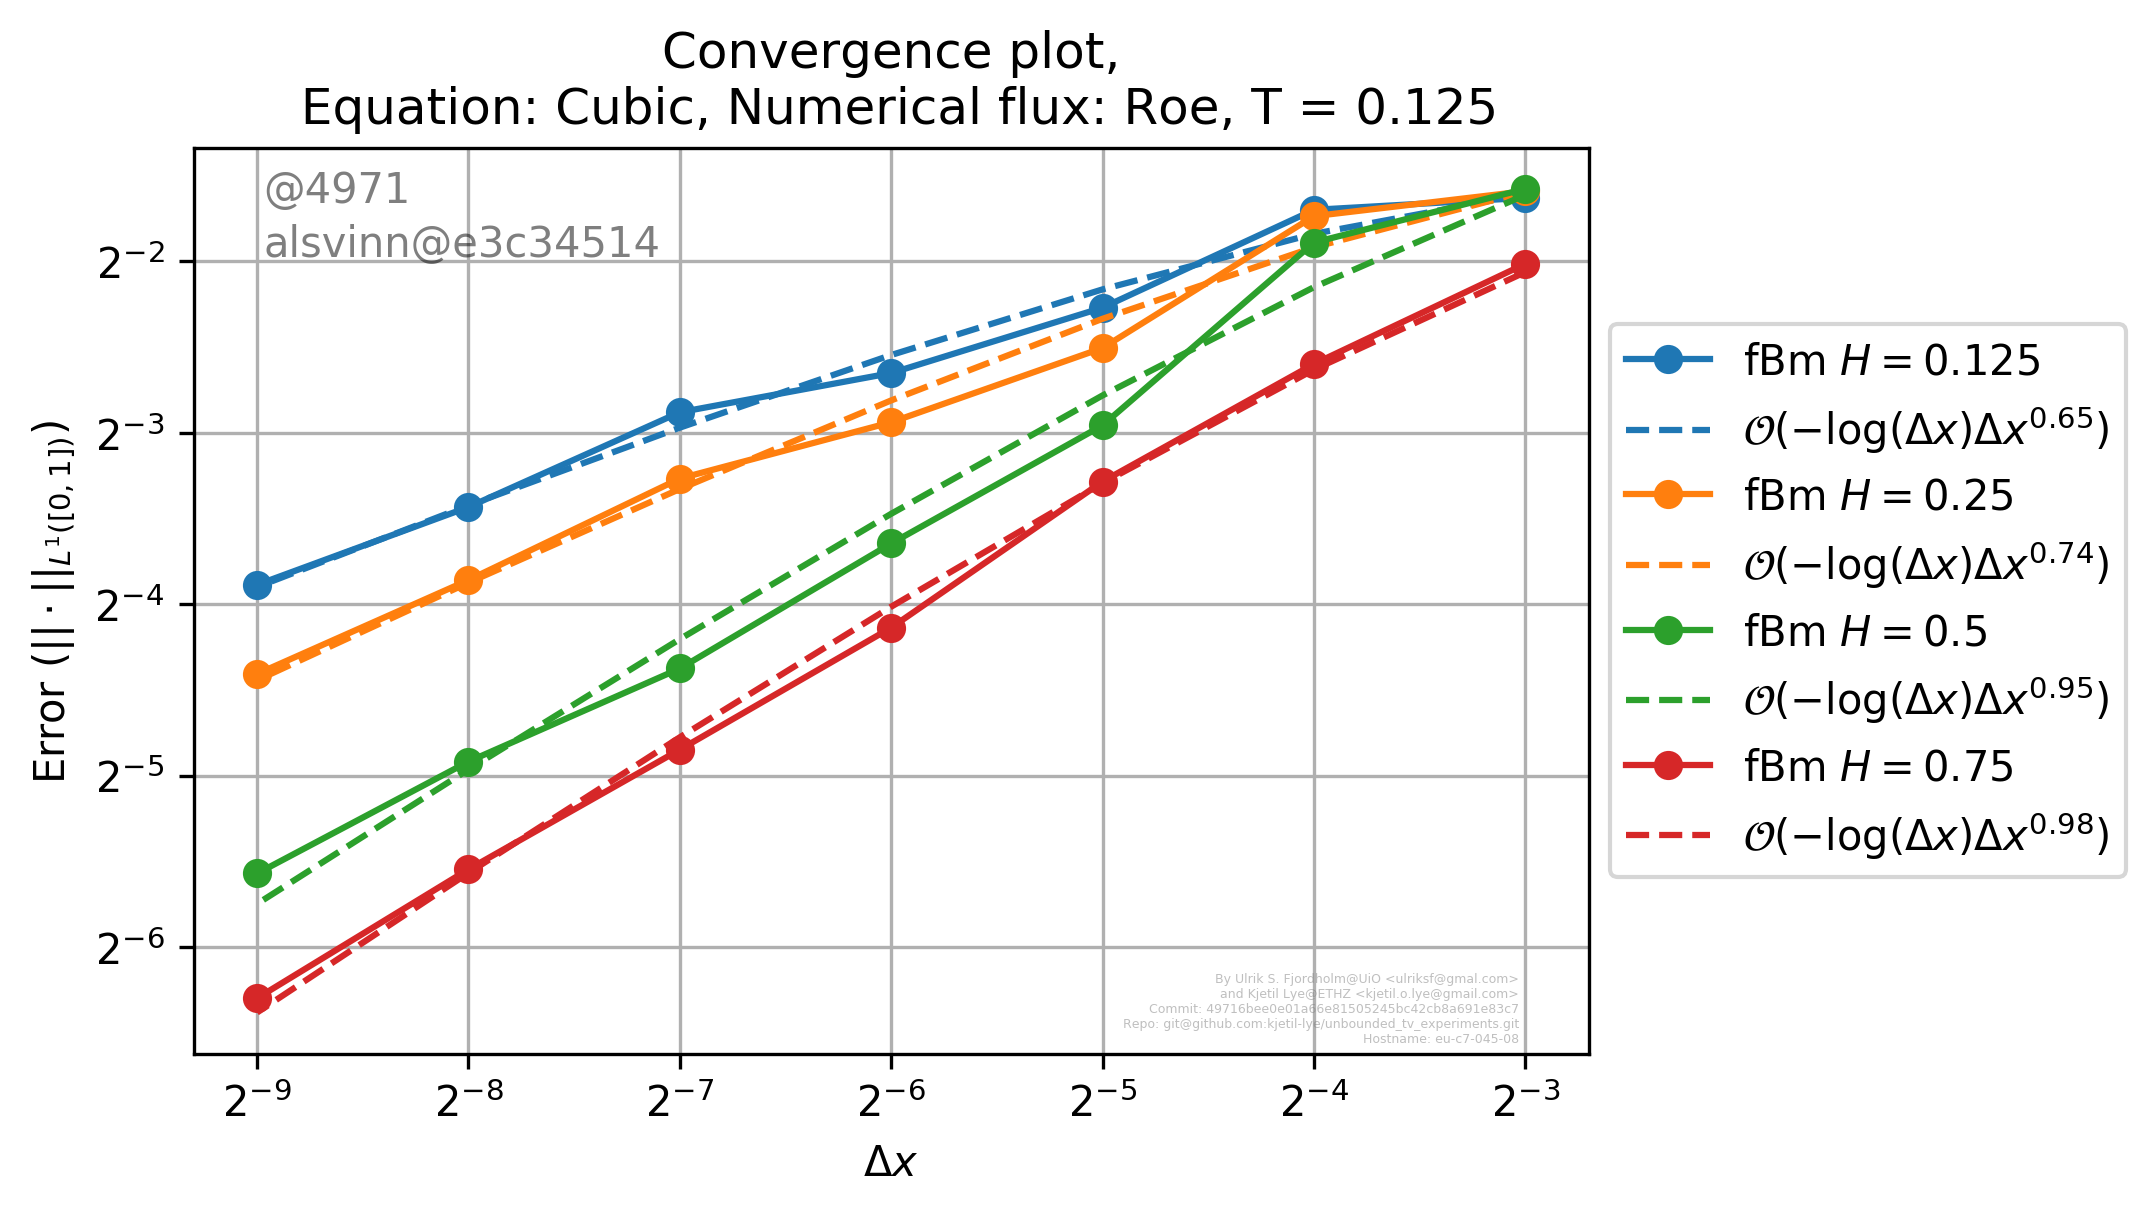 Convergence plot,
Equation: Cubic, Numerical flux: Roe, T = 0.125
@4971
alsvinn@e3c34514
2⁻²
2⁻³
2⁻⁴
2⁻⁵
2⁻⁶
Error (||·||_{L¹([0,1])})
2⁻⁹ 2⁻⁸ 2⁻⁷ 2⁻⁶ 2⁻⁵ 2⁻⁴ 2⁻³
Δx
fBm H = 0.125
𝒪(−log(Δx)Δx^{0.65})
fBm H = 0.25
𝒪(−log(Δx)Δx^{0.74})
fBm H = 0.5
𝒪(−log(Δx)Δx^{0.95})
fBm H = 0.75
𝒪(−log(Δx)Δx^{0.98})
By Ulrik S. Fjordholm@UiO <ulriksf@gmal.com>
and Kjetil Lye@ETHZ <kjetil.o.lye@gmail.com>
Commit: 49716bee0e01a66e81505245bc42cb8a691e83c7
Repo: git@github.com:kjetil-lye/unbounded_tv_experiments.git
Hostname: eu-c7-045-08